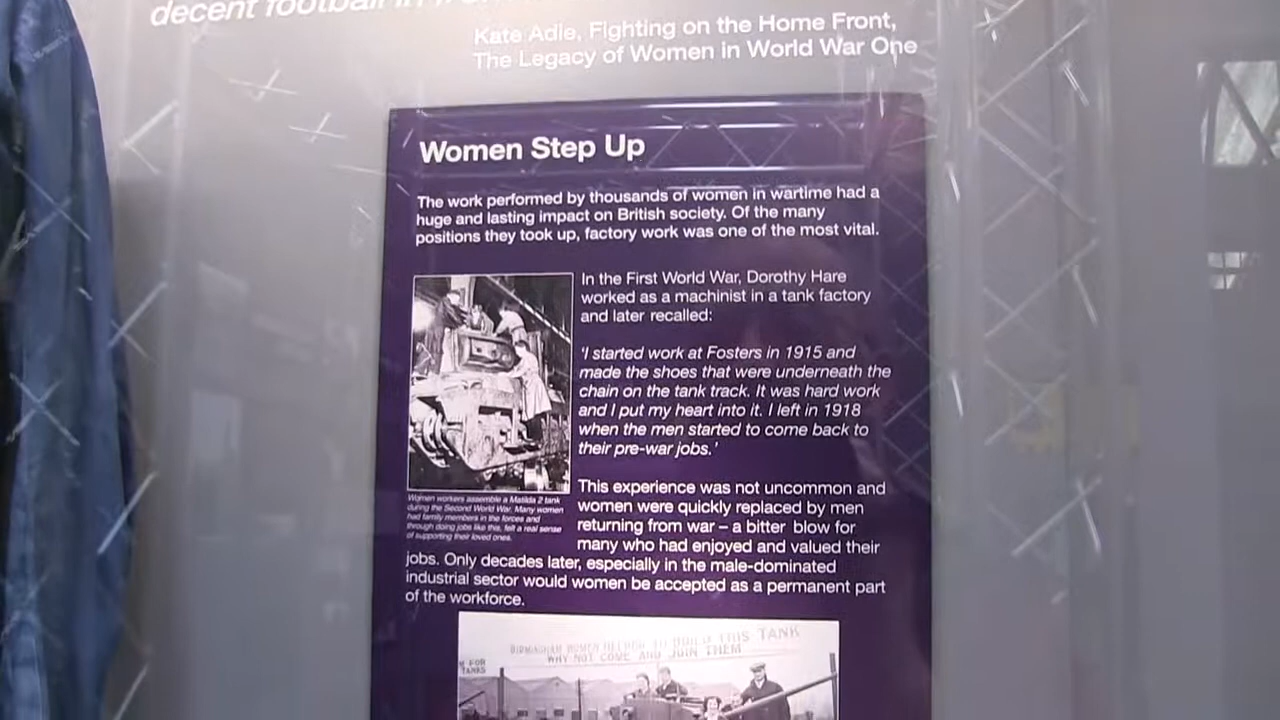 decent football in
Kate Adie, Fighting on the Home Front,
The Legacy of Women in World War One
Women Step Up
The work performed by thousands of women in wartime had a
huge and lasting impact on British society. Of the many
positions they took up, factory work was one of the most vital.
In the First World War, Dorothy Hare
worked as a machinist in a tank factory
and later recalled:
'I started work at Fosters in 1915 and
made the shoes that were underneath the
chain on the tank track. It was hard work
and I put my heart into it. I left in 1918
when the men started to come back to
their pre-war jobs.'
Women workers assemble a Matilda 2 tank
during the Second World War. Many women
had family members in the forces and
through doing jobs like this, felt a real sense
of supporting their loved ones.
This experience was not uncommon and
women were quickly replaced by men
returning from war – a bitter blow for
many who had enjoyed and valued their
jobs. Only decades later, especially in the male-dominated
industrial sector would women be accepted as a permanent part
of the workforce.
BIRMINGHAM WOMEN HELPED TO BUILD THIS TANK
WHY NOT COME AND JOIN THEM
FOR
TANKS